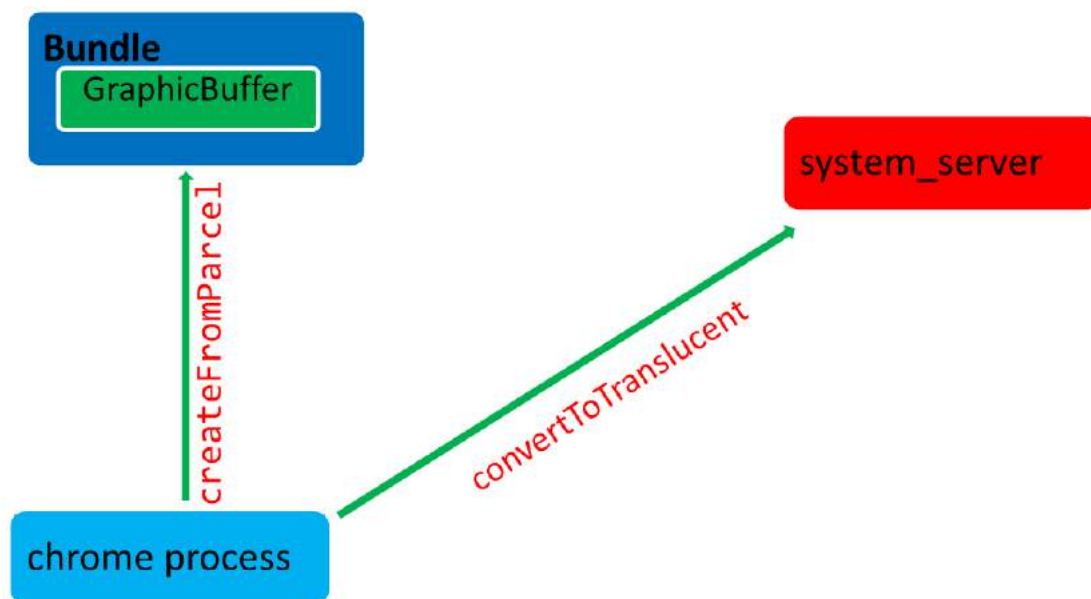 Bundle
GraphicBuffer
system_server
createFromParcel
convertToTranslucent
chrome process